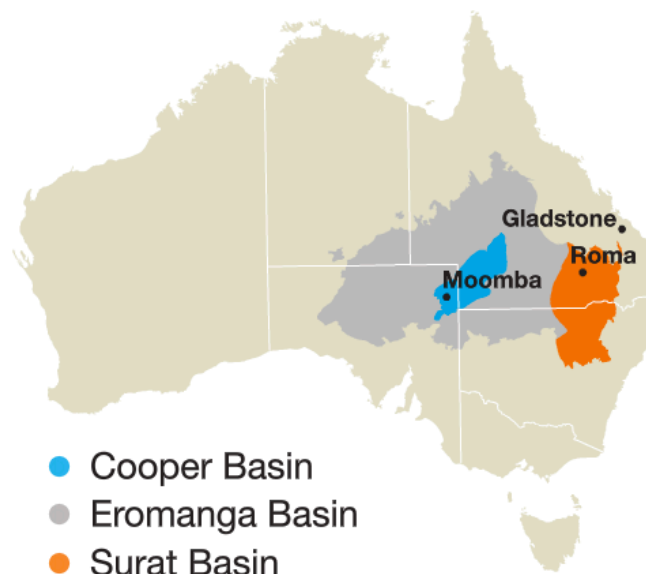 Gladstone
Roma
Moomba
Cooper Basin
Eromanga Basin
Surat Basin